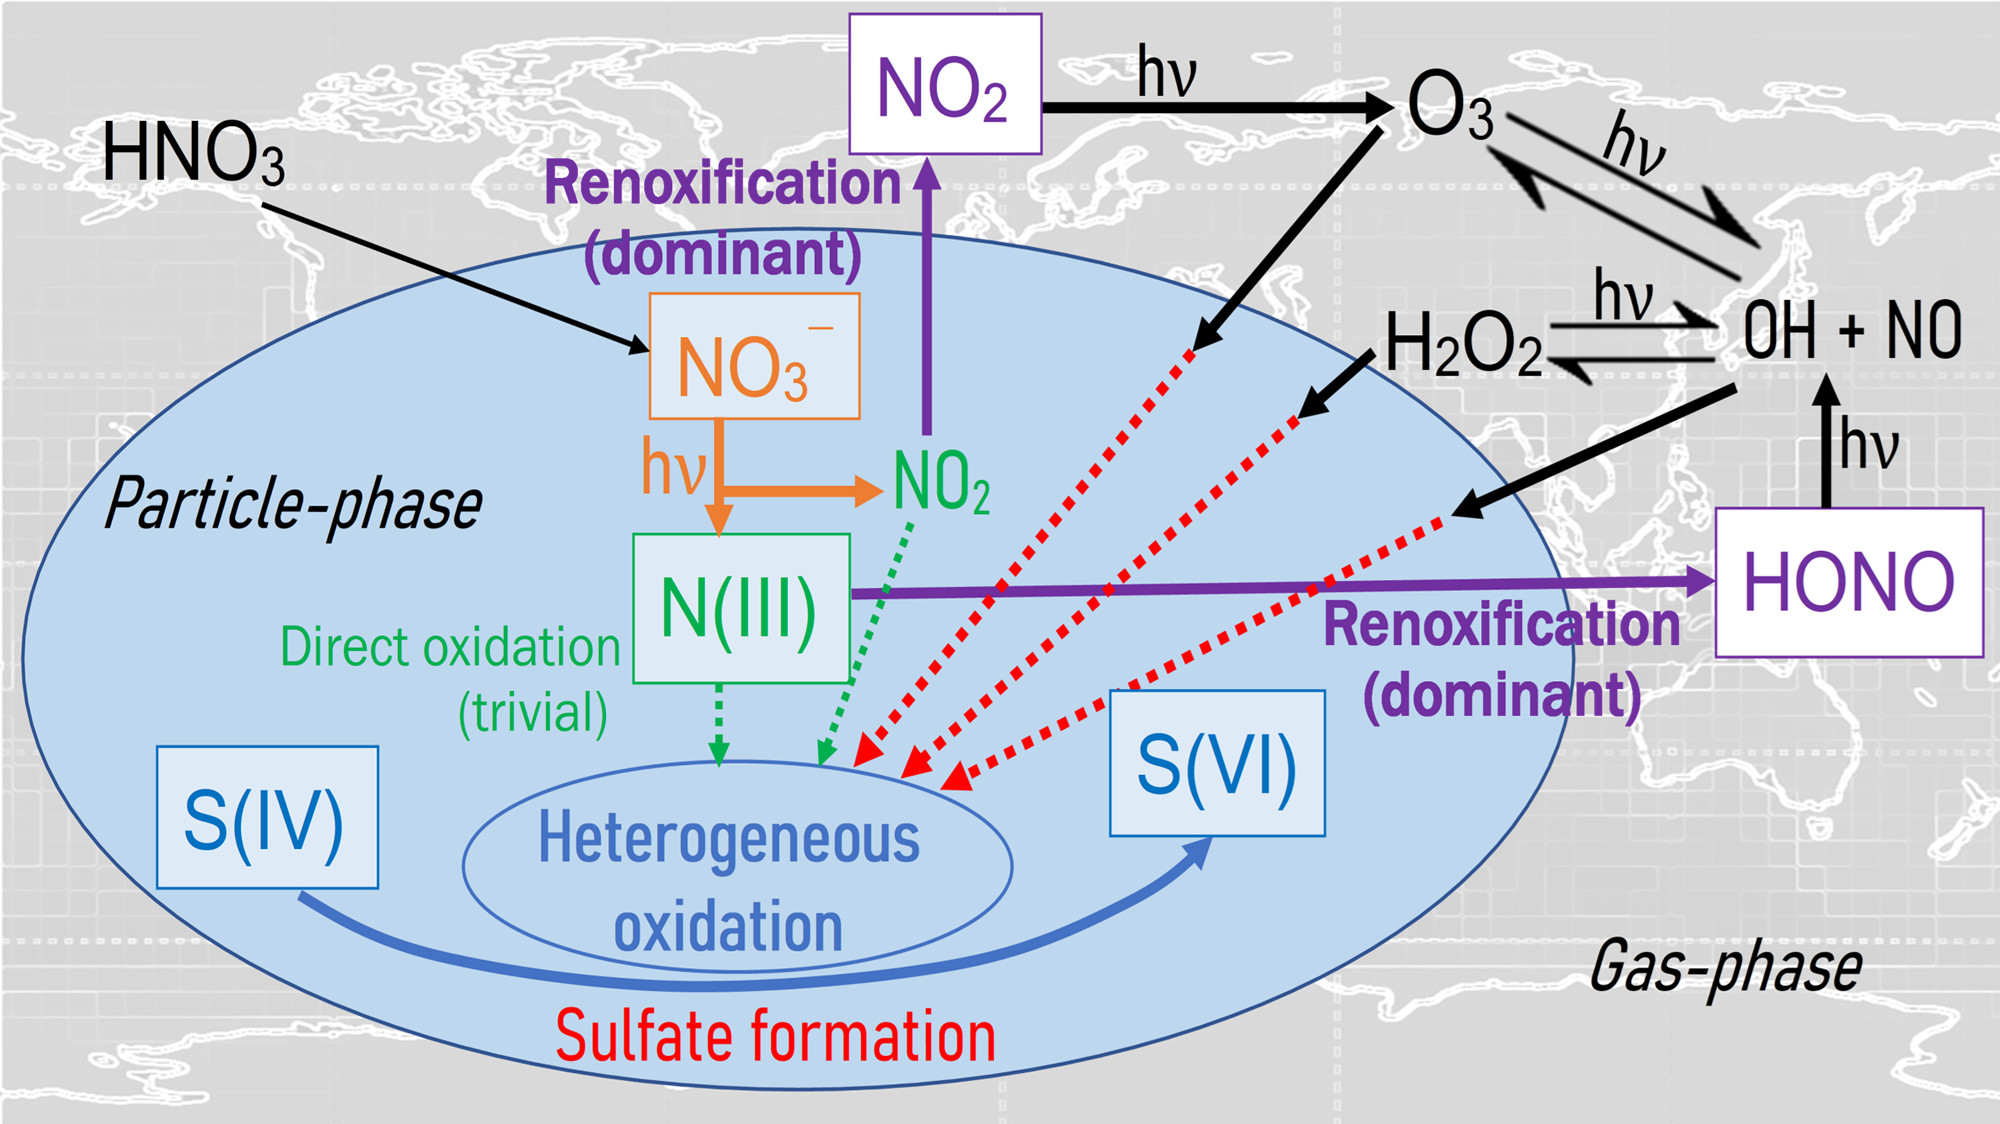 NO₂
hν
O₃
hν
HNO₃
Renoxification
(dominant)
NO₃⁻
hν
H₂O₂
hν
OH + NO
hν
Particle-phase
NO₂
N(III)
HONO
Direct oxidation
(trivial)
Renoxification
(dominant)
S(IV)
S(VI)
Heterogeneous
oxidation
Gas-phase
Sulfate formation